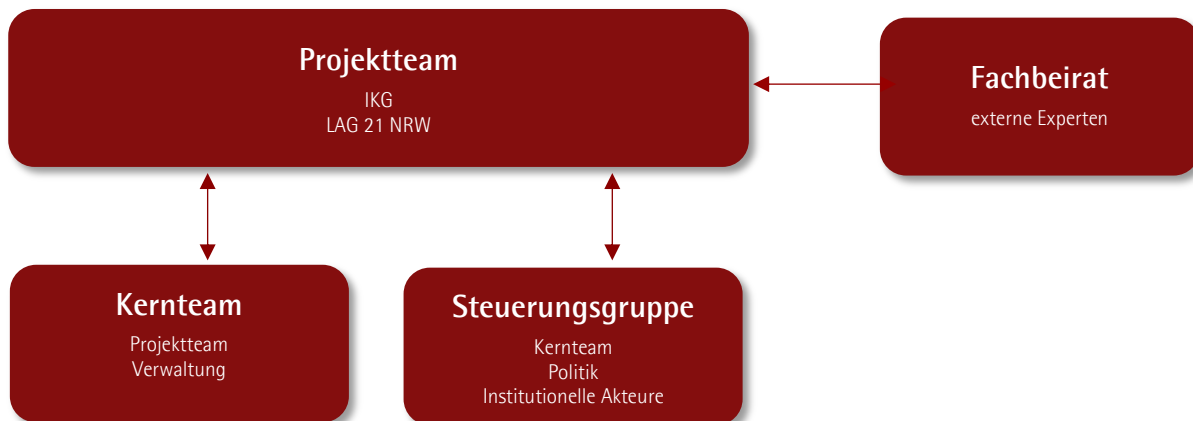 Projektteam
IKG
LAG 21 NRW
Fachbeirat
externe Experten
Kernteam
Projektteam
Verwaltung
Steuerungsgruppe
Kernteam
Politik
Institutionelle Akteure